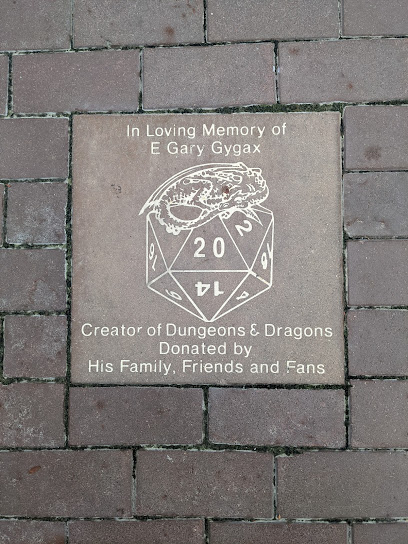 In Loving Memory of
E Gary Gygax
20
2
14
Creator of Dungeons & Dragons
Donated by
His Family, Friends and Fans